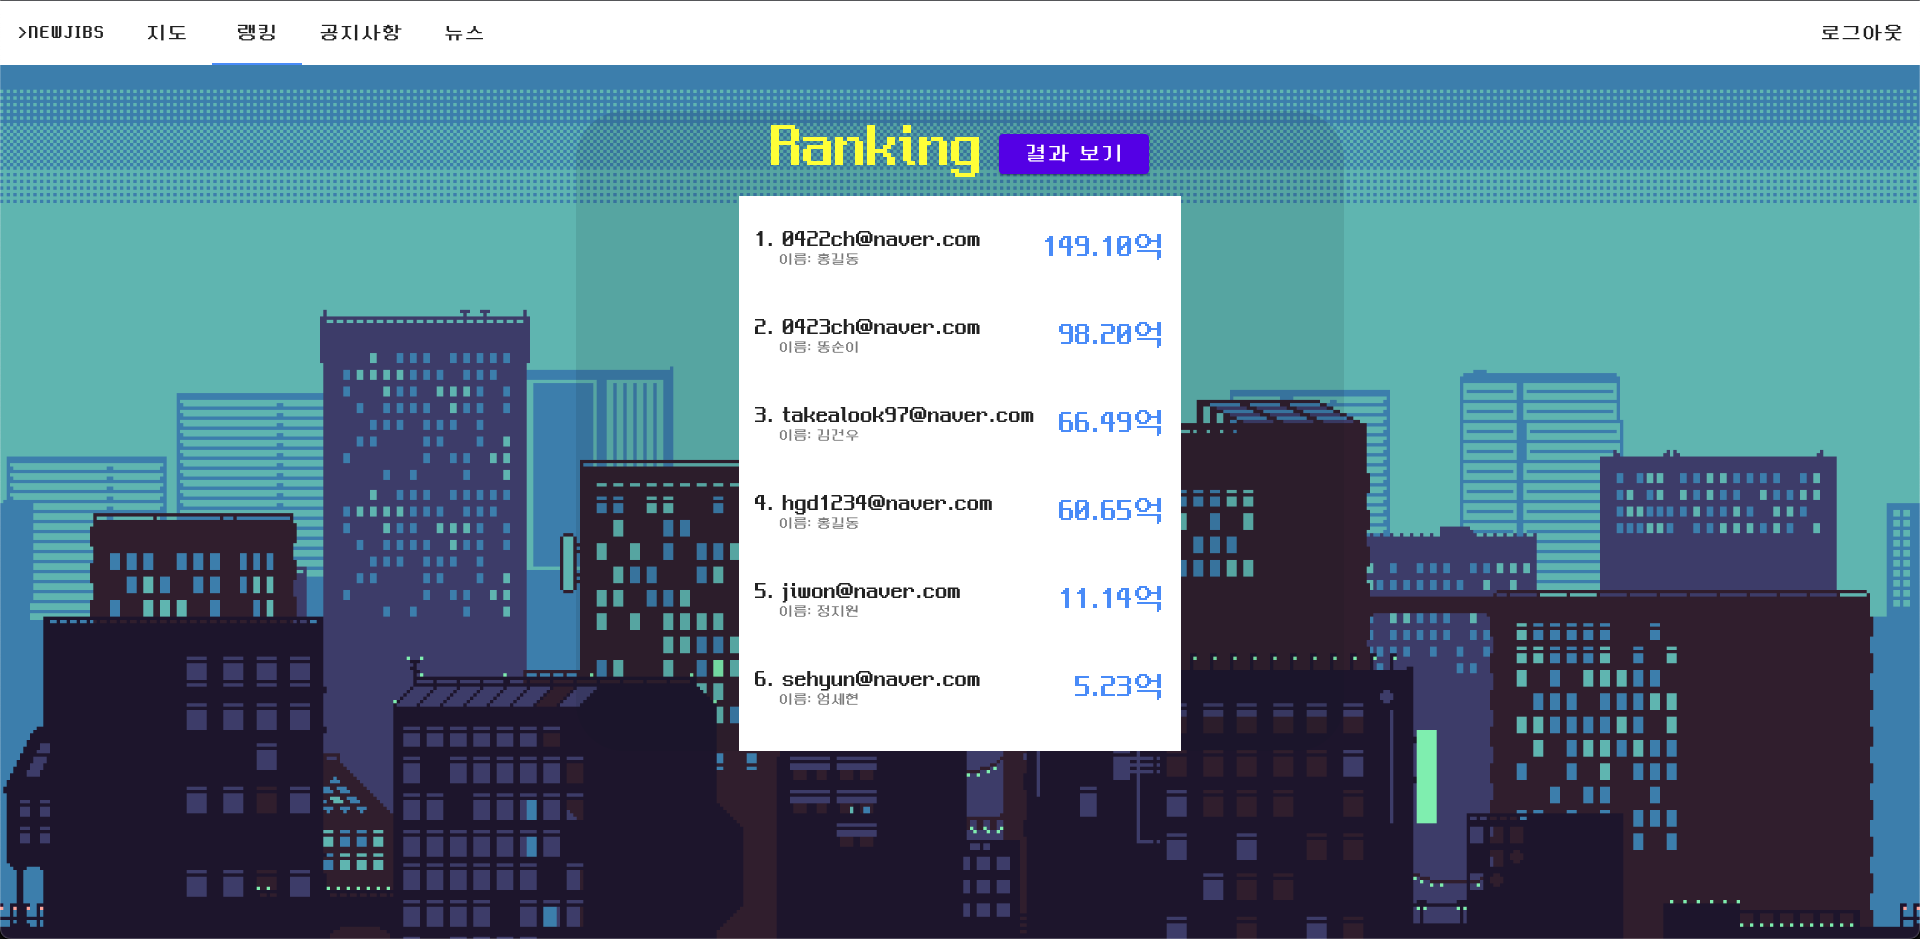 >NEWJIBS 지도 랭킹 공지사항 뉴스 로그아웃
Ranking 결과 보기
1. 0422ch@naver.com 149.10억
이름: 홍길동
2. 0423ch@naver.com 98.20억
이름: 똥순이
3. takealook97@naver.com 66.49억
이름: 김건우
4. hgd1234@naver.com 60.65억
이름: 홍길동
5. jiwon@naver.com 11.14억
이름: 정지원
6. sehyun@naver.com 5.23억
이름: 엄세현